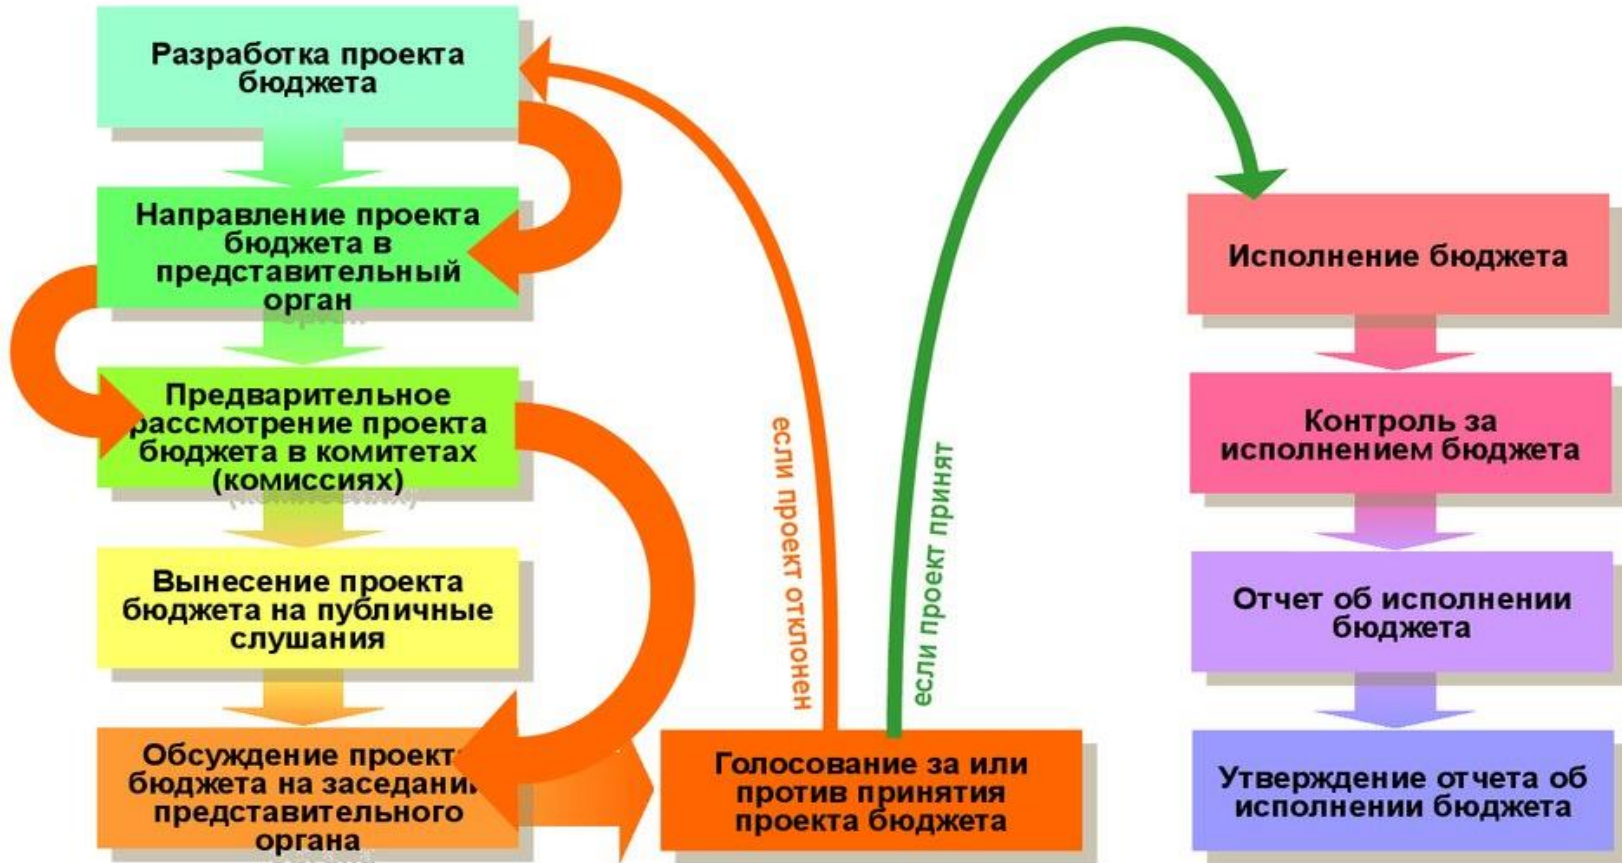 Разработка проекта
бюджета
Направление проекта
бюджета в
представительный
орган
Предварительное
рассмотрение проекта
бюджета в комитетах
(комиссиях)
Вынесение проекта
бюджета на публичные
слушания
Обсуждение проекта
бюджета на заседании
представительного
органа
если проект отклонен
если проект принят
Голосование за или
против принятия
проекта бюджета
Исполнение бюджета
Контроль за
исполнением бюджета
Отчет об исполнении
бюджета
Утверждение отчета об
исполнении бюджета